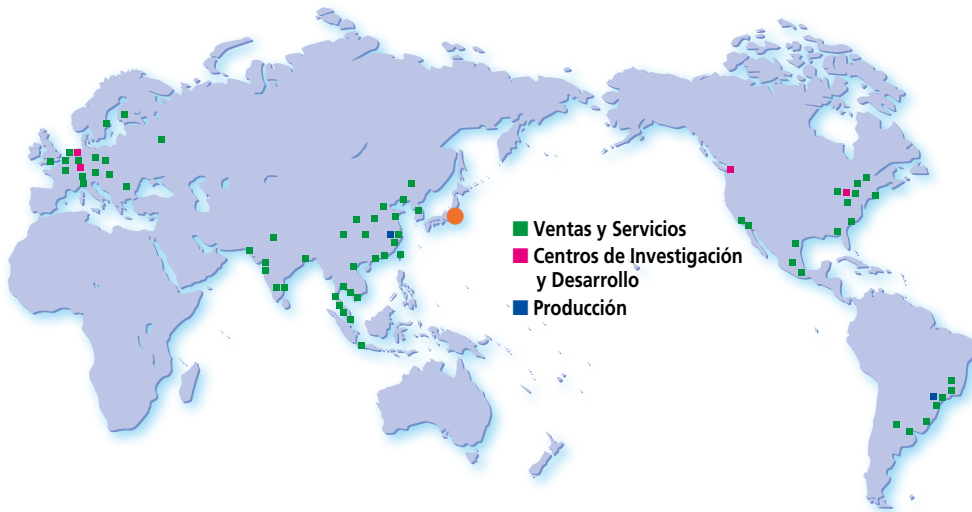 Ventas y Servicios
Centros de Investigación
y Desarrollo
Producción